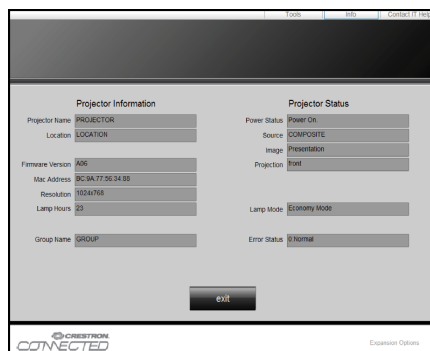 Tools Info Contact IT Help
Projector Information Projector Status
Projector Name PROJECTOR Power Status Power On.
Location LOCATION Source COMPOSITE
Image Presentation
Firmware Version A06 Projection front
Mac Address BC:9A:77:56:34:88
Resolution 1024x768
Lamp Hours 23 Lamp Mode Economy Mode
Group Name GROUP Error Status 0:Normal
exit
CRESTRON
CONNECTED Expansion Options